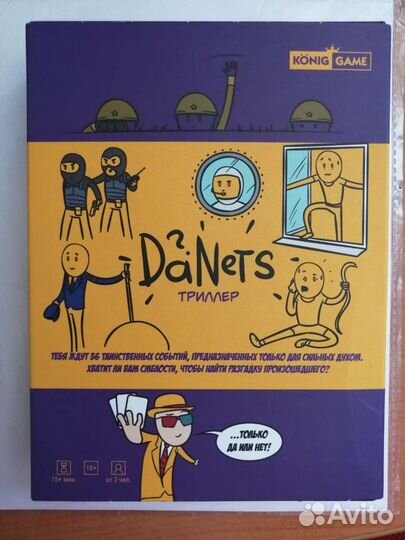 KÖNIG GAME
DaNeTS
ТРИЛЛЕР
ТЕБЯ ЖДУТ 36 ТАИНСТВЕННЫХ СОБЫТИЙ, ПРЕДНАЗНАЧЕННЫХ ТОЛЬКО ДЛЯ СИЛЬНЫХ ДУХОМ.
ХВАТИТ ЛИ ВАМ СМЕЛОСТИ, ЧТОБЫ НАЙТИ РАЗГАДКУ ПРОИЗОШЕДШЕГО?
...ТОЛЬКО
ДА ИЛИ НЕТ!
15+ мин. 18+ от 2 чел.
Avito